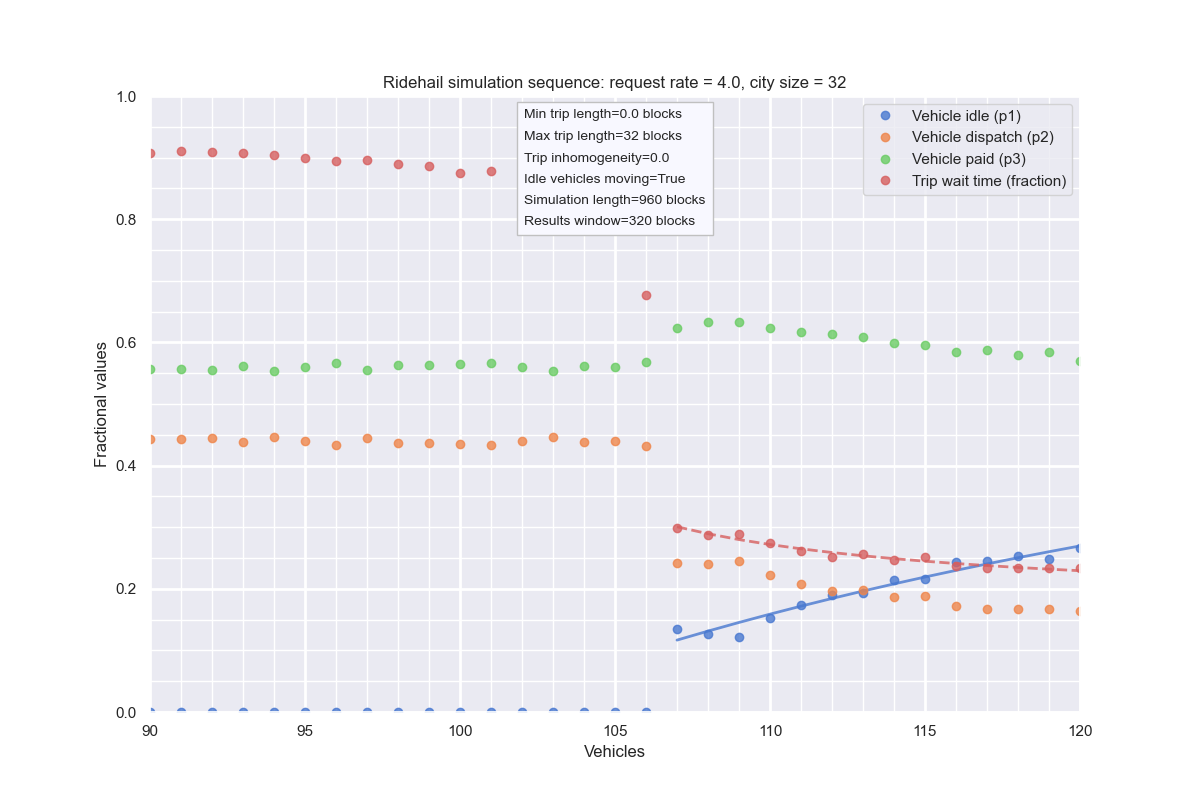 Ridehail simulation sequence: request rate = 4.0, city size = 32
Min trip length=0.0 blocks
Max trip length=32 blocks
Trip inhomogeneity=0.0
Idle vehicles moving=True
Simulation length=960 blocks
Results window=320 blocks
Vehicle idle (p1)
Vehicle dispatch (p2)
Vehicle paid (p3)
Trip wait time (fraction)
Fractional values
1.0
0.8
0.6
0.4
0.2
0.0
90 95 100 105 110 115 120
Vehicles